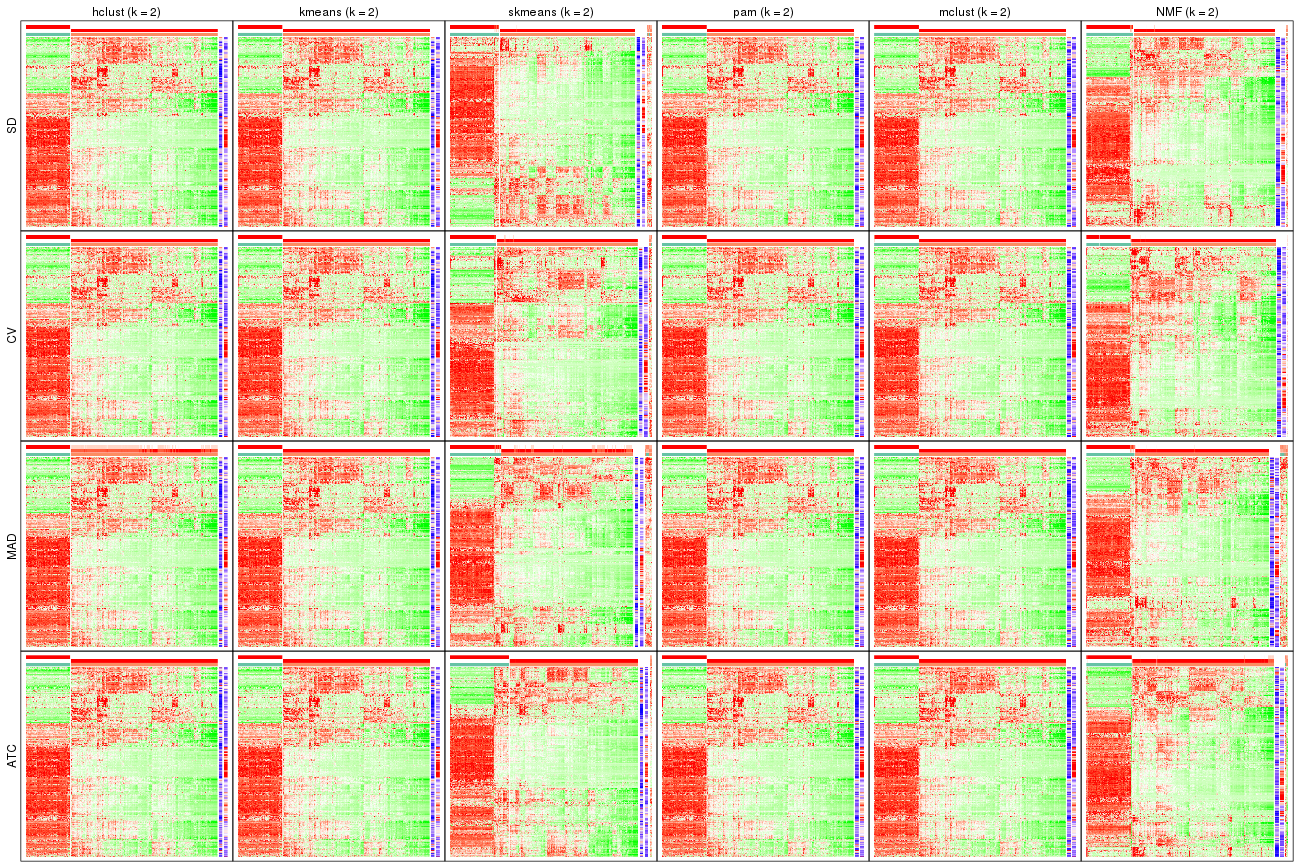 hclust (k = 2) kmeans (k = 2) skmeans (k = 2) pam (k = 2) mclust (k = 2) NMF (k = 2)
SD
CV
MAD
ATC